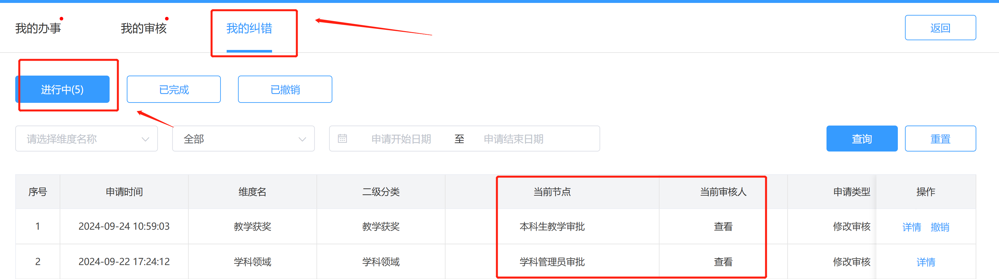 我的办事 我的审核 我的纠错 返回
进行中(5) 已完成 已撤销
请选择维度名称 全部 申请开始日期 至 申请结束日期 查询 重置
序号 申请时间 维度名 二级分类 当前节点 当前审核人 申请类型 操作
1 2024-09-24 10:59:03 教学获奖 教学获奖 本科生教学审批 查看 修改审核 详情 撤销
2 2024-09-22 17:24:12 学科领域 学科领域 学科管理员审批 查看 修改审核 详情